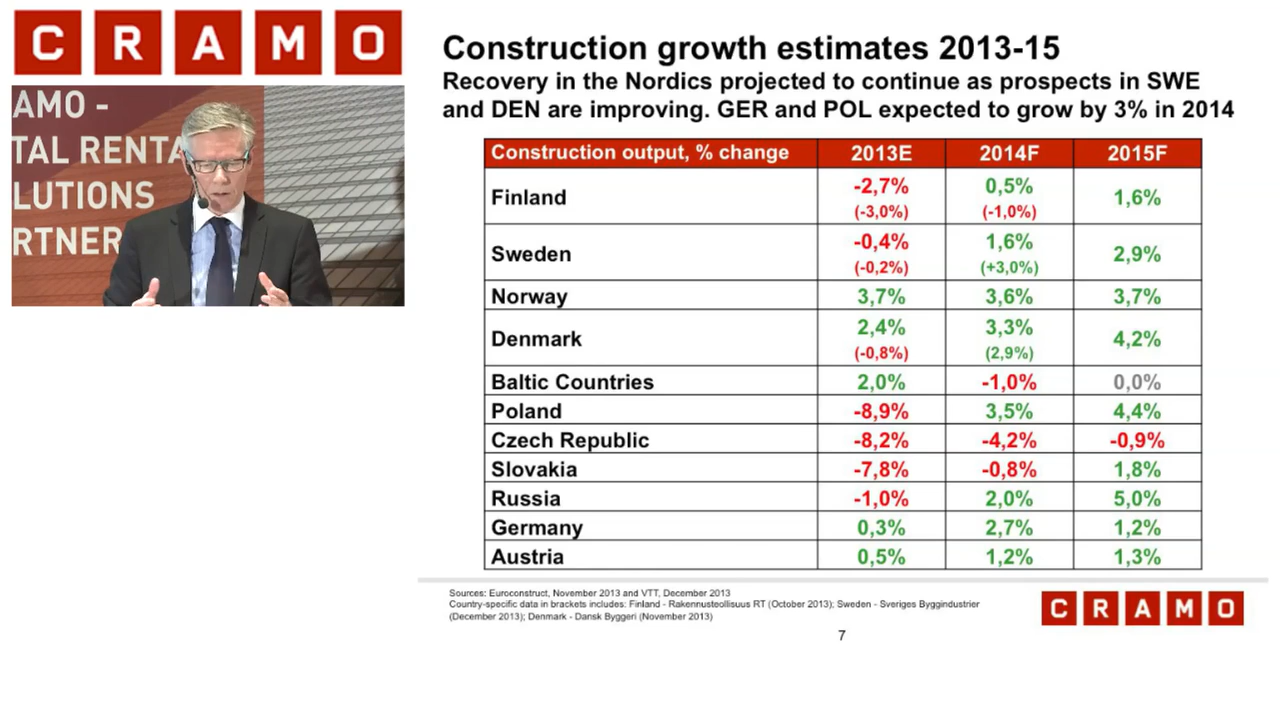 CRAMO
AMO -
TAL RENTA
LUTIONS
RTNER
Construction growth estimates 2013-15
Recovery in the Nordics projected to continue as prospects in SWE
and DEN are improving. GER and POL expected to grow by 3% in 2014
Construction output, % change 2013E 2014F 2015F
Finland -2,7% (-3,0%) 0,5% (-1,0%) 1,6%
Sweden -0,4% (-0,2%) 1,6% (+3,0%) 2,9%
Norway 3,7% 3,6% 3,7%
Denmark 2,4% (-0,8%) 3,3% (2,9%) 4,2%
Baltic Countries 2,0% -1,0% 0,0%
Poland -8,9% 3,5% 4,4%
Czech Republic -8,2% -4,2% -0,9%
Slovakia -7,8% -0,8% 1,8%
Russia -1,0% 2,0% 5,0%
Germany 0,3% 2,7% 1,2%
Austria 0,5% 1,2% 1,3%
Sources: Euroconstruct, November 2013 and VTT, December 2013
Country-specific data in brackets includes: Finland - Rakennusteollisuus RT (October 2013); Sweden - Sveriges Byggindustrier
(December 2013); Denmark - Dansk Byggeri (November 2013)
CRAMO
7